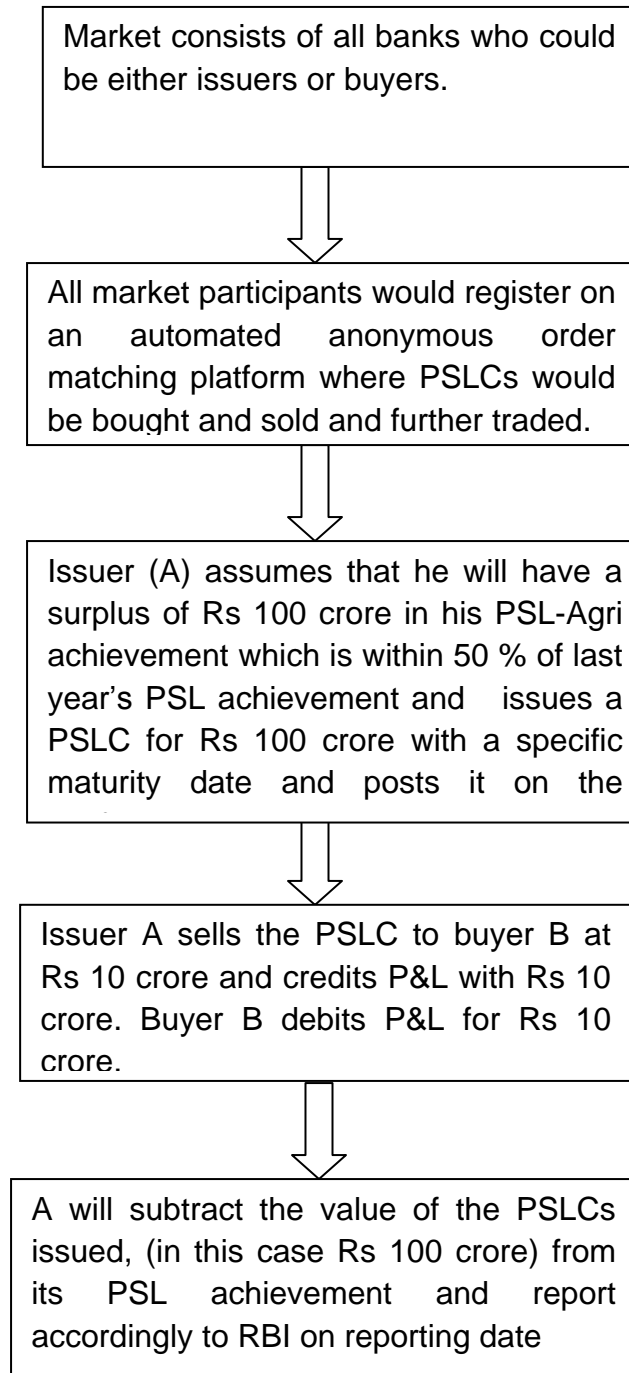 Market consists of all banks who could
be either issuers or buyers.
All market participants would register on
an automated anonymous order
matching platform where PSLCs would
be bought and sold and further traded.
Issuer (A) assumes that he will have a
surplus of Rs 100 crore in his PSL-Agri
achievement which is within 50 % of last
year's PSL achievement and issues a
PSLC for Rs 100 crore with a specific
maturity date and posts it on the
Issuer A sells the PSLC to buyer B at
Rs 10 crore and credits P&L with Rs 10
crore. Buyer B debits P&L for Rs 10
crore.
A will subtract the value of the PSLCs
issued, (in this case Rs 100 crore) from
its PSL achievement and report
accordingly to RBI on reporting date